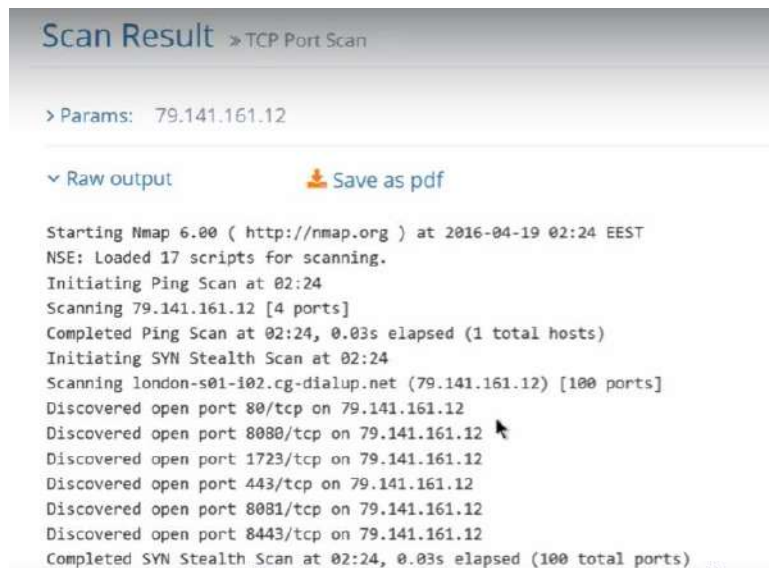 Scan Result » TCP Port Scan
> Params: 79.141.161.12
Raw output Save as pdf
Starting Nmap 6.00 ( http://nmap.org ) at 2016-04-19 02:24 EEST
NSE: Loaded 17 scripts for scanning.
Initiating Ping Scan at 02:24
Scanning 79.141.161.12 [4 ports]
Completed Ping Scan at 02:24, 0.03s elapsed (1 total hosts)
Initiating SYN Stealth Scan at 02:24
Scanning london-s01-i02.cg-dialup.net (79.141.161.12) [100 ports]
Discovered open port 80/tcp on 79.141.161.12
Discovered open port 8080/tcp on 79.141.161.12
Discovered open port 1723/tcp on 79.141.161.12
Discovered open port 443/tcp on 79.141.161.12
Discovered open port 8081/tcp on 79.141.161.12
Discovered open port 8443/tcp on 79.141.161.12
Completed SYN Stealth Scan at 02:24, 0.03s elapsed (100 total ports)